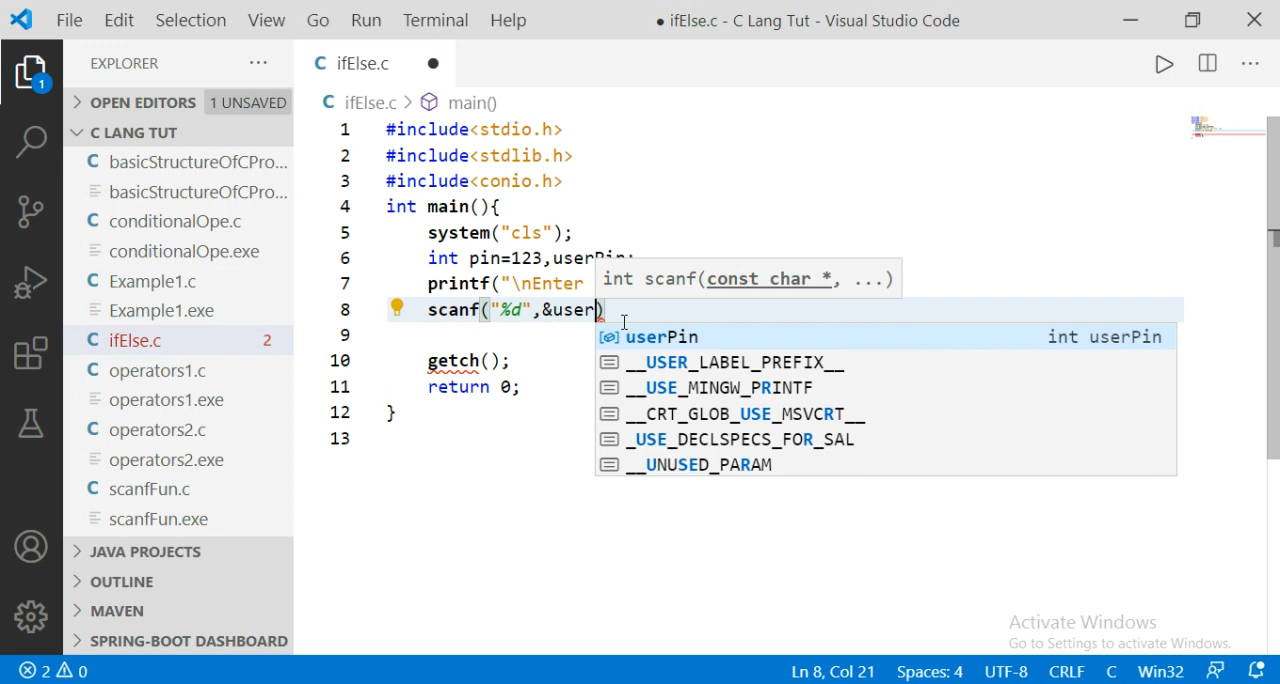 File Edit Selection View Go Run Terminal Help
● ifElse.c - C Lang Tut - Visual Studio Code
EXPLORER ···
1
OPEN EDITORS 1 UNSAVED
C LANG TUT
C basicStructureOfCPro...
basicStructureOfCPro...
C conditionalOpe.c
conditionalOpe.exe
C Example1.c
Example1.exe
C ifElse.c 2
C operators1.c
operators1.exe
C operators2.c
operators2.exe
C scanfFun.c
scanfFun.exe
JAVA PROJECTS
OUTLINE
MAVEN
SPRING-BOOT DASHBOARD
C ifElse.c ●
C ifElse.c > main()
1 #include<stdio.h>
2 #include<stdlib.h>
3 #include<conio.h>
4 int main(){
5 system("cls");
6 int pin=123,userPin;
7 printf("\nEnter
int scanf(const char *, ...)
8 scanf("%d",&user)
9
10 getch();
11 return 0;
12 }
13
userPin int userPin
__USER_LABEL_PREFIX__
__USE_MINGW_PRINTF
__CRT_GLOB_USE_MSVCRT__
_USE_DECLSPECS_FOR_SAL
__UNUSED_PARAM
Activate Windows
Go to Settings to activate Windows.
2 0 Ln 8, Col 21 Spaces: 4 UTF-8 CRLF C Win32